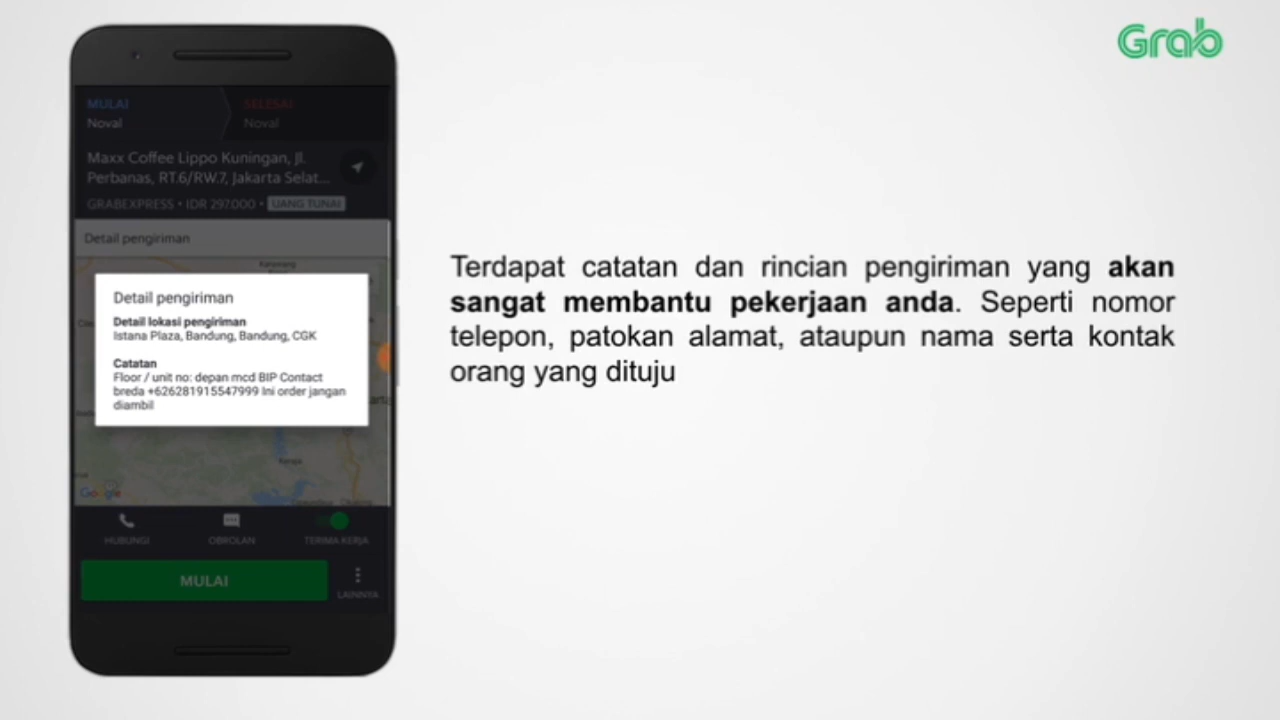 Grab
MULAI
Noval
SELESAI
Noval
Maxx Coffee Lippo Kuningan, Jl.
Perbanas, RT.6/RW.7, Jakarta Selat...
GRABEXPRESS • IDR 297.000 • UANG TUNAI
Detail pengiriman
Detail pengiriman
Detail lokasi pengiriman
Istana Plaza, Bandung, Bandung, CGK
Catatan
Floor / unit no: depan mcd BIP Contact
breda +626281915547999 Ini order jangan
diambil
Google
HUBUNGI
OBROLAN
TERIMA KERJA
MULAI
LAINNYA
Terdapat catatan dan rincian pengiriman yang akan
sangat membantu pekerjaan anda. Seperti nomor
telepon, patokan alamat, ataupun nama serta kontak
orang yang dituju